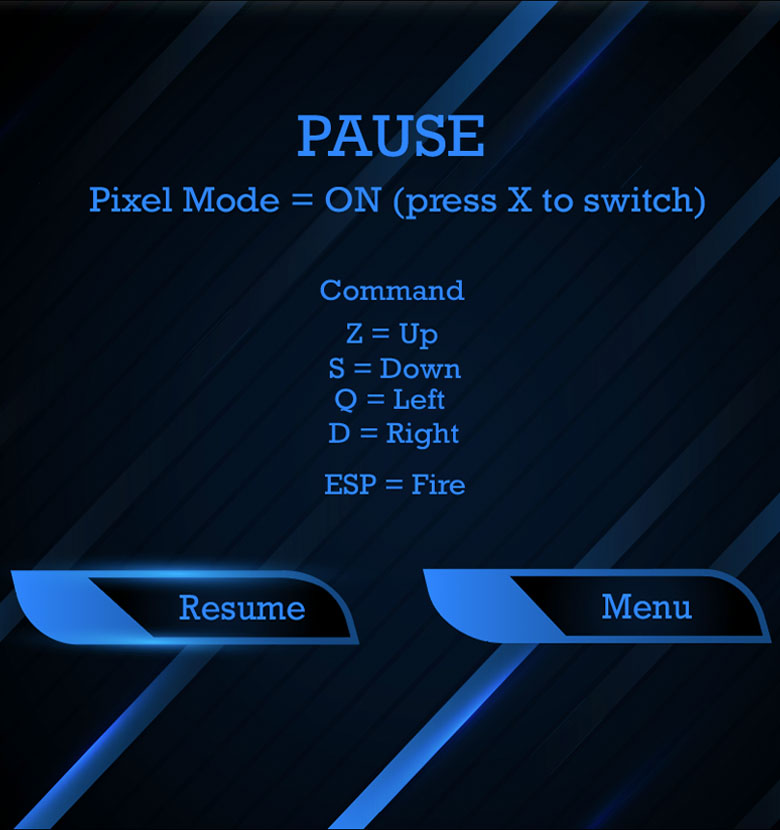 PAUSE
Pixel Mode = ON (press X to switch)
Command
Z = Up
S = Down
Q = Left
D = Right
ESP = Fire
Resume
Menu